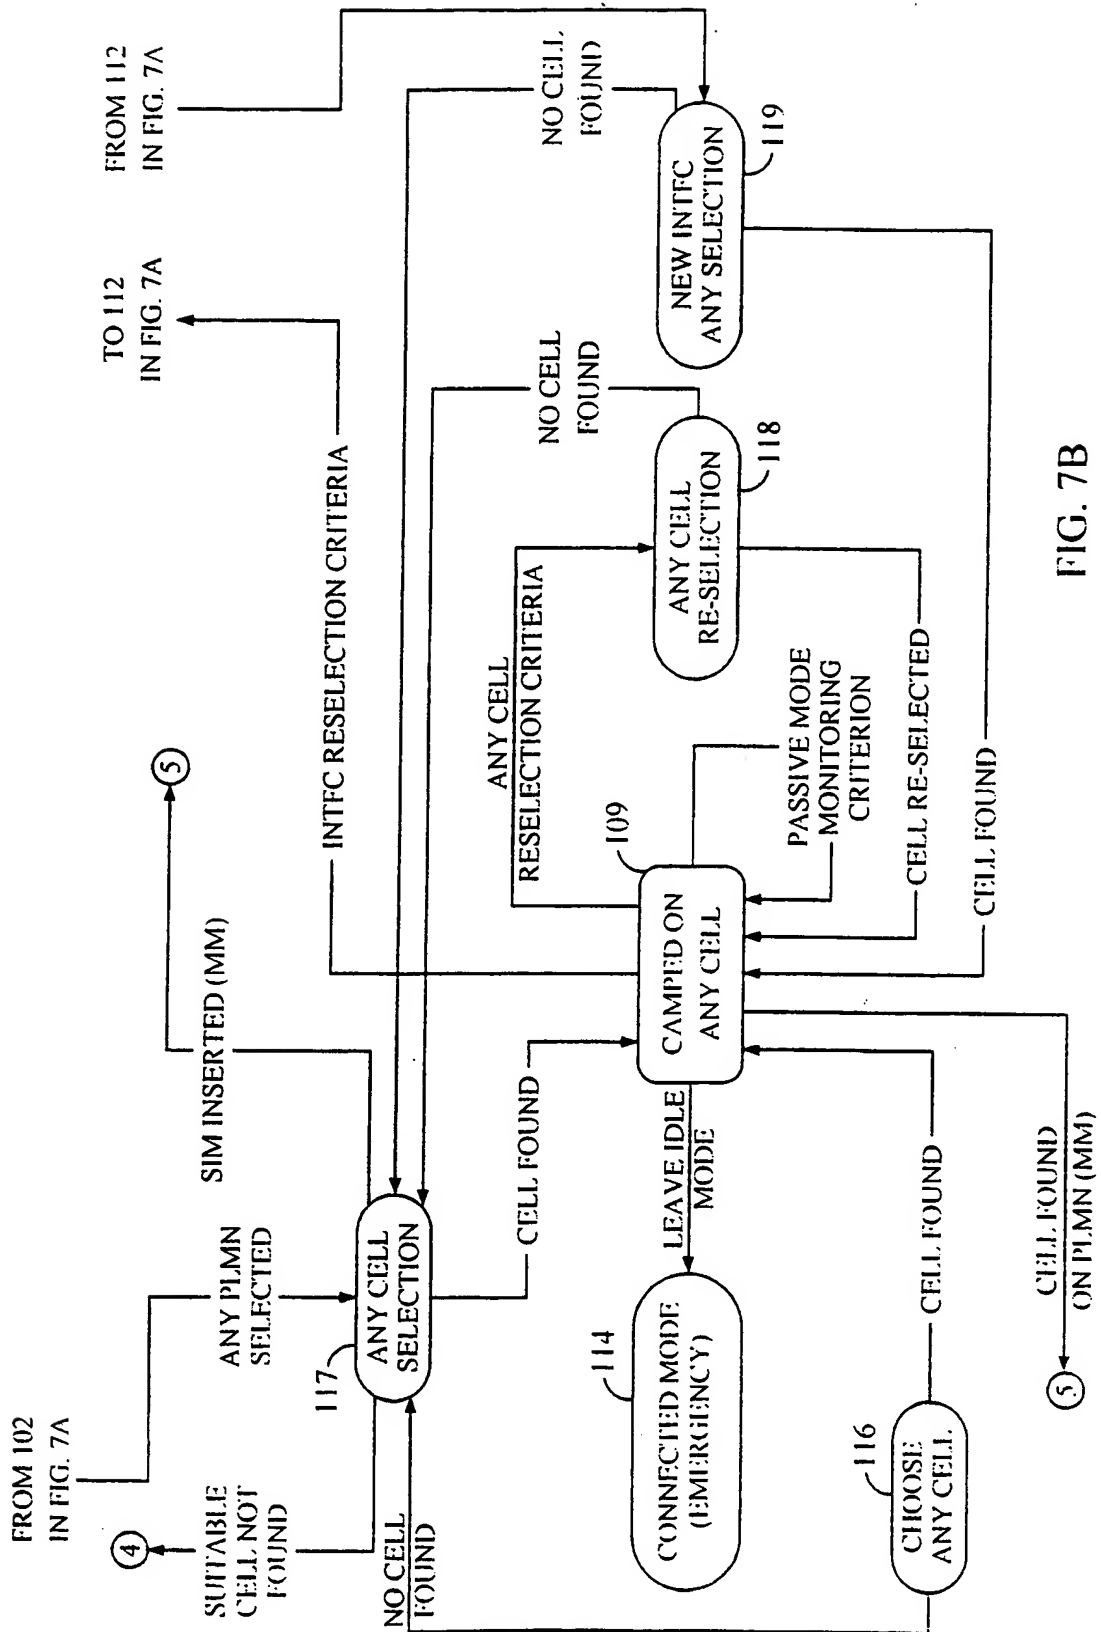 FROM 102
IN FIG. 7A
TO 112
IN FIG. 7A
FROM 112
IN FIG. 7A
4
SUITABLE
CELL NOT
FOUND
ANY PLMN
SELECTED
SIM INSERTED (MM)
5
INTFC RESELECTION CRITERIA
117
ANY CELL
SELECTION
NO CELL
FOUND
CELL FOUND
ANY CELL
RESELECTION CRITERIA
NO CELL
FOUND
NO CELL
FOUND
114
CONNECTED MODE
(EMERGENCY)
LEAVE IDLE
MODE
109
CAMPED ON
ANY CELL
ANY CELL
RE-SELECTION
118
NEW INTFC
ANY SELECTION
119
PASSIVE MODE
MONITORING
CRITERION
CELL RE-SELECTED
116
CHOOSE
ANY CELL
CELL FOUND
CELL FOUND
5
CELL FOUND
ON PLMN (MM)
FIG. 7B